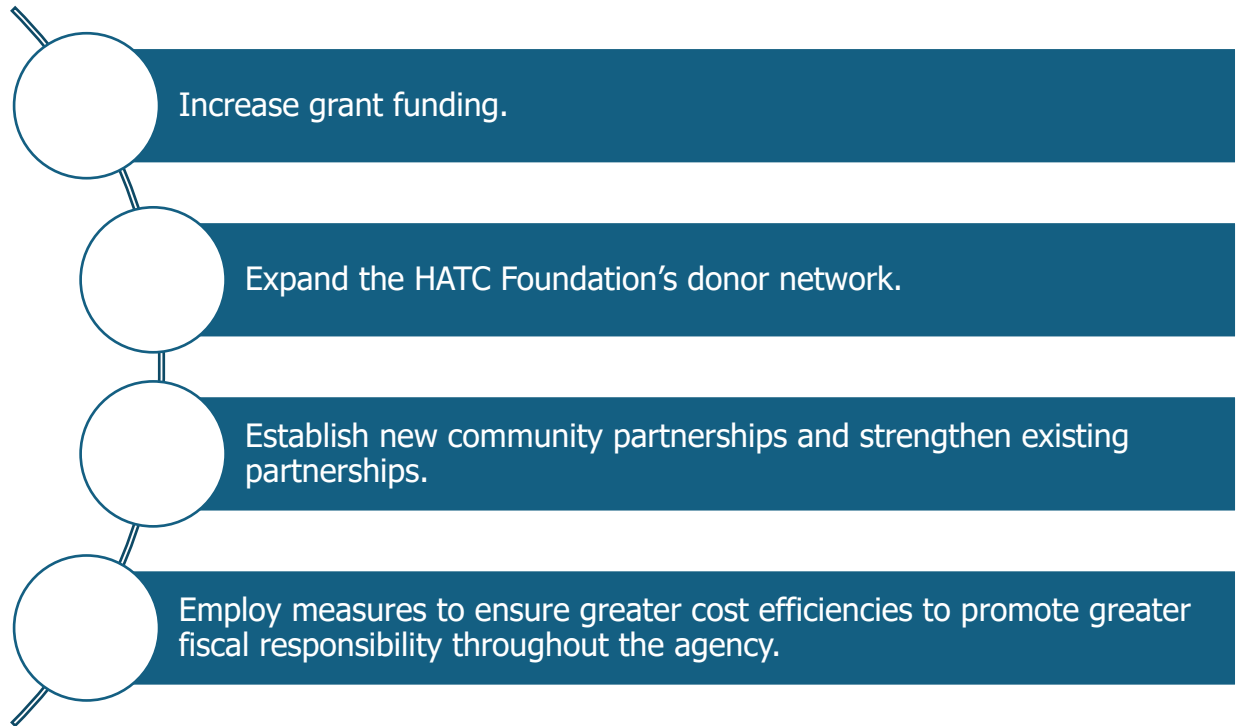 Increase grant funding.
Expand the HATC Foundation’s donor network.
Establish new community partnerships and strengthen existing
partnerships.
Employ measures to ensure greater cost efficiencies to promote greater
fiscal responsibility throughout the agency.